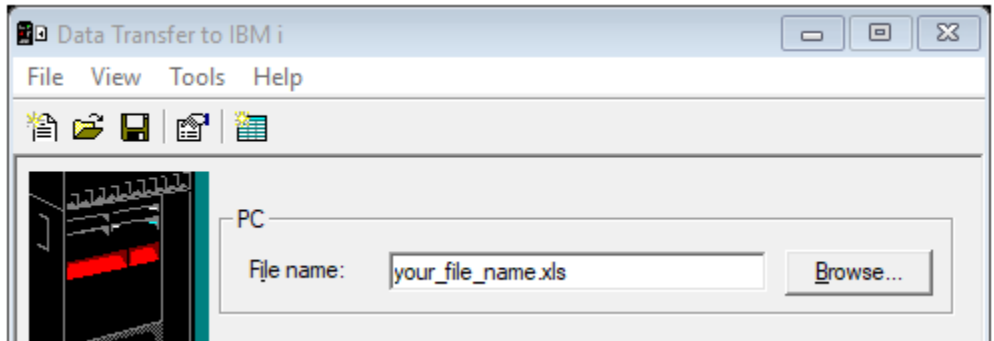 Data Transfer to IBM i
File View Tools Help
PC
File name: your_file_name.xls Browse...